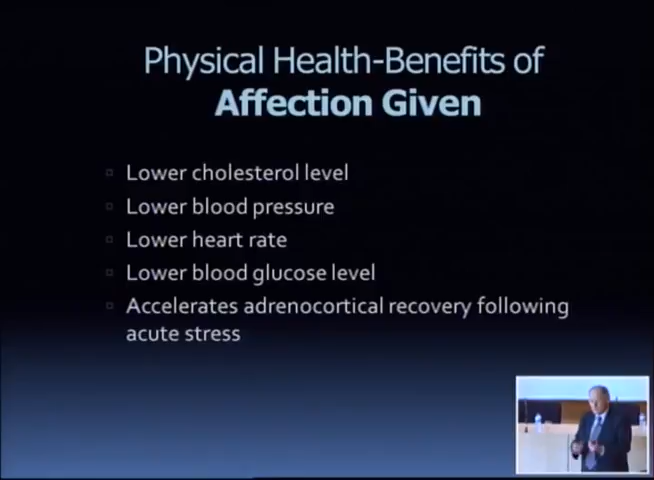 Physical Health-Benefits of
Affection Given
Lower cholesterol level
Lower blood pressure
Lower heart rate
Lower blood glucose level
Accelerates adrenocortical recovery following
acute stress